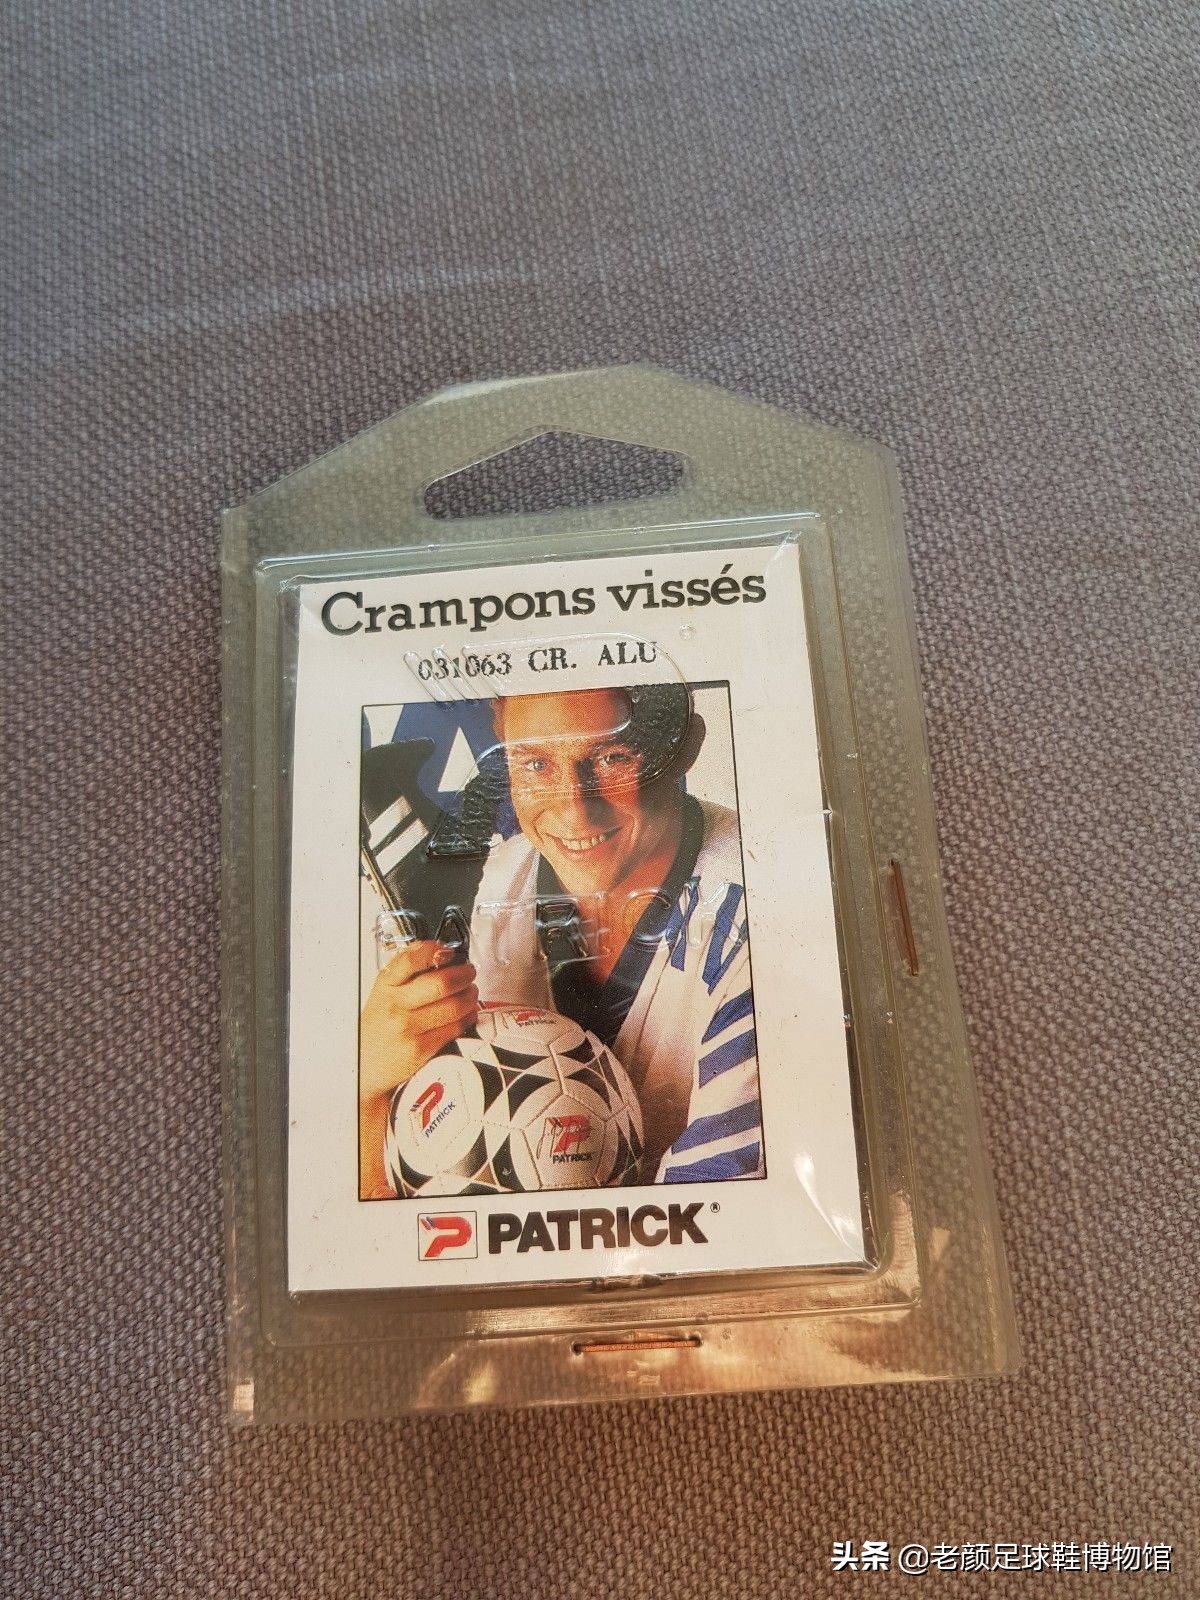 Crampons vissés
031063 CR. ALU
PATRICK
PATRICK
PATRICK
PATRICK
PATRICK®
头条 @老颜足球鞋博物馆